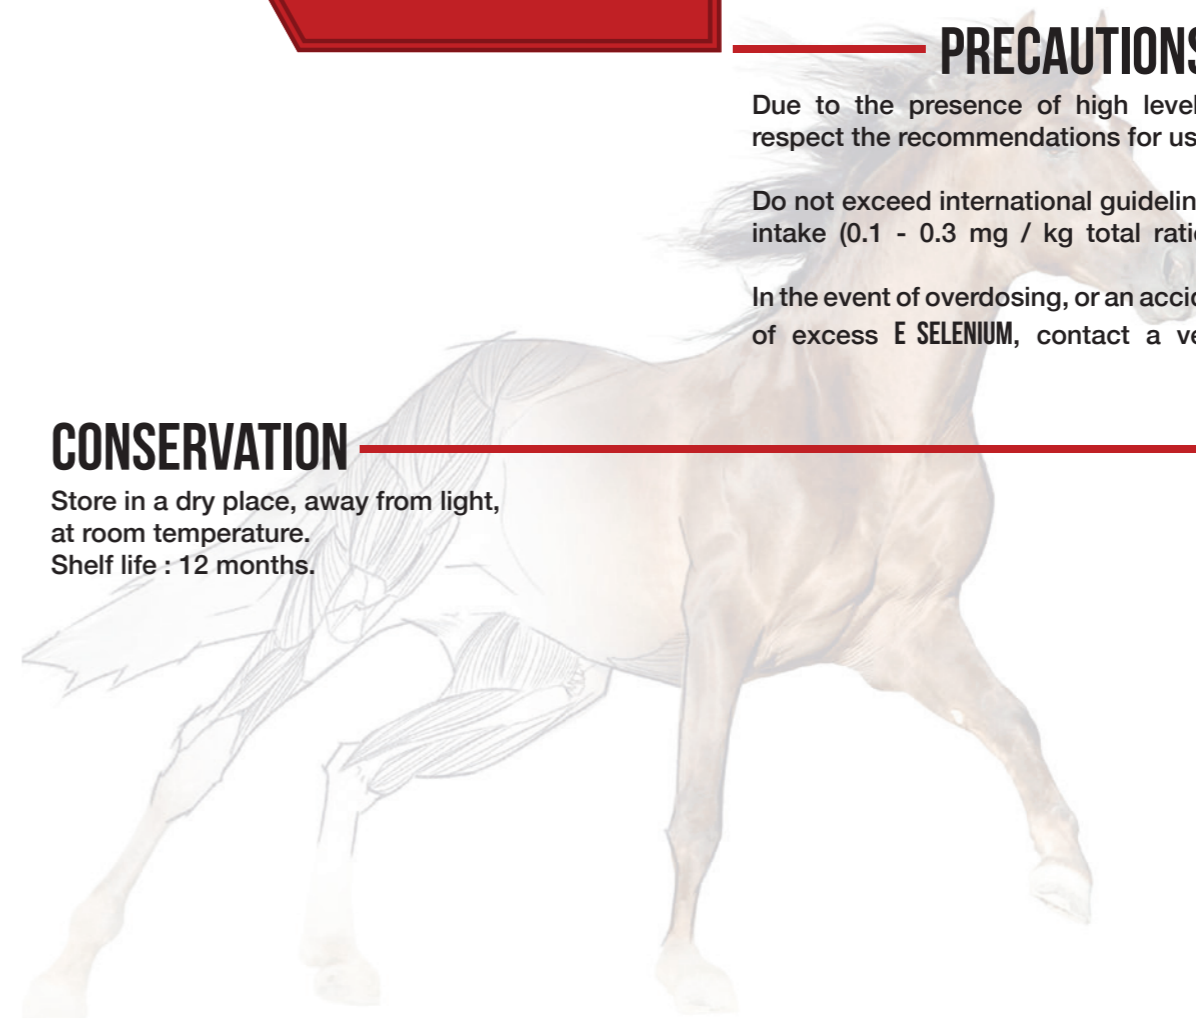 PRECAUTIONS
Due to the presence of high level
respect the recommendations for us
Do not exceed international guidelin
intake (0.1 - 0.3 mg / kg total ratio
In the event of overdosing, or an accid
of excess E SELENIUM, contact a ve
CONSERVATION
Store in a dry place, away from light,
at room temperature.
Shelf life : 12 months.